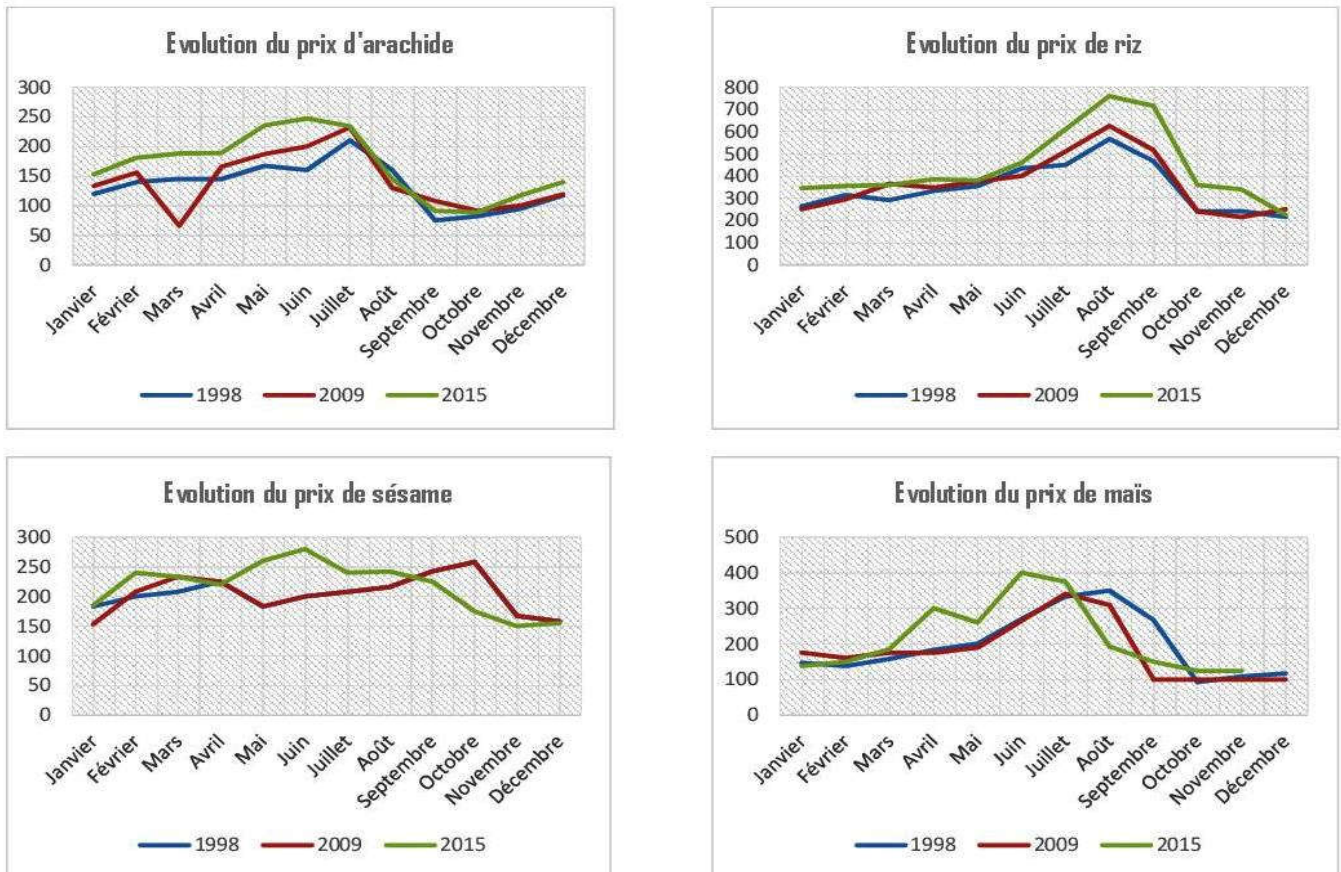 Evolution du prix d'arachide
300
250
200
150
100
50
0
Janvier Février Mars Avril Mai Juin Juillet Août Septembre Octobre Novembre Décembre
1998 2009 2015
Evolution du prix de riz
800
700
600
500
400
300
200
100
0
Janvier Février Mars Avril Mai Juin Juillet Août Septembre Octobre Novembre Décembre
1998 2009 2015
Evolution du prix de sésame
300
250
200
150
100
50
0
Janvier Février Mars Avril Mai Juin Juillet Août Septembre Octobre Novembre Décembre
1998 2009 2015
Evolution du prix de maïs
500
400
300
200
100
0
Janvier Février Mars Avril Mai Juin Juillet Août Septembre Octobre Novembre Décembre
1998 2009 2015